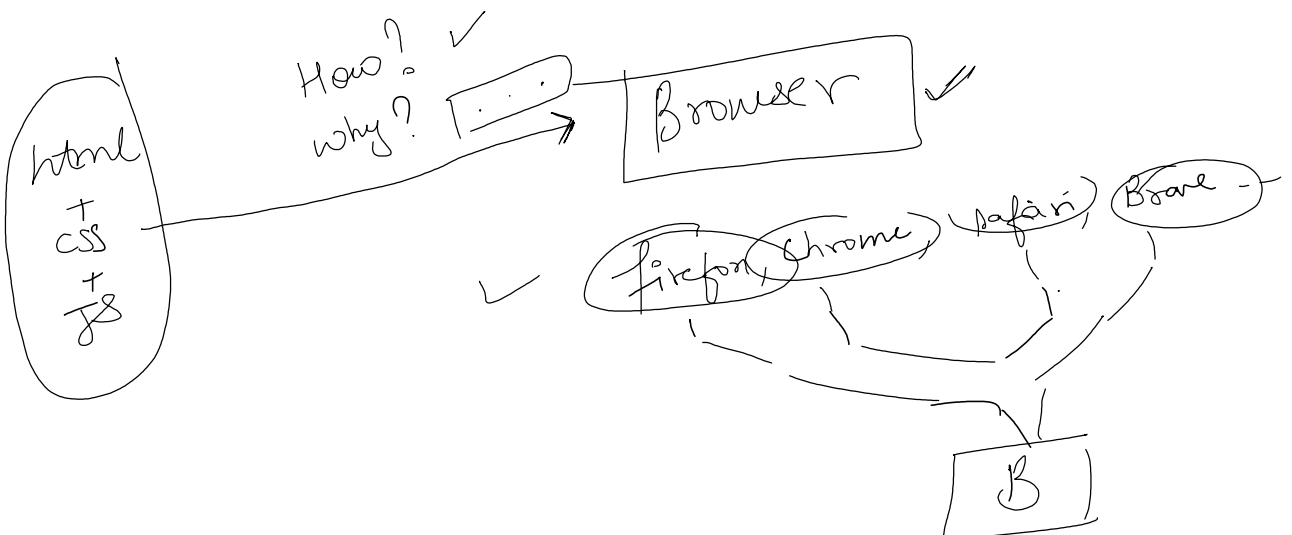 How?
why?
. . .
Browser
html
+
CSS
+
JS
firefox, chrome, safari, Brave -
B